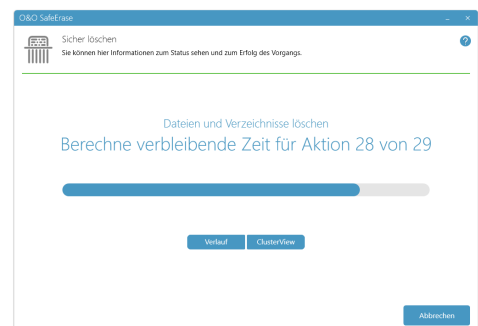 O&O SafeErase
Sicher löschen
Sie können hier Informationen zum Status sehen und zum Erfolg des Vorgangs.
?
Dateien und Verzeichnisse löschen
Berechne verbleibende Zeit für Aktion 28 von 29
Verlauf
ClusterView
Abbrechen